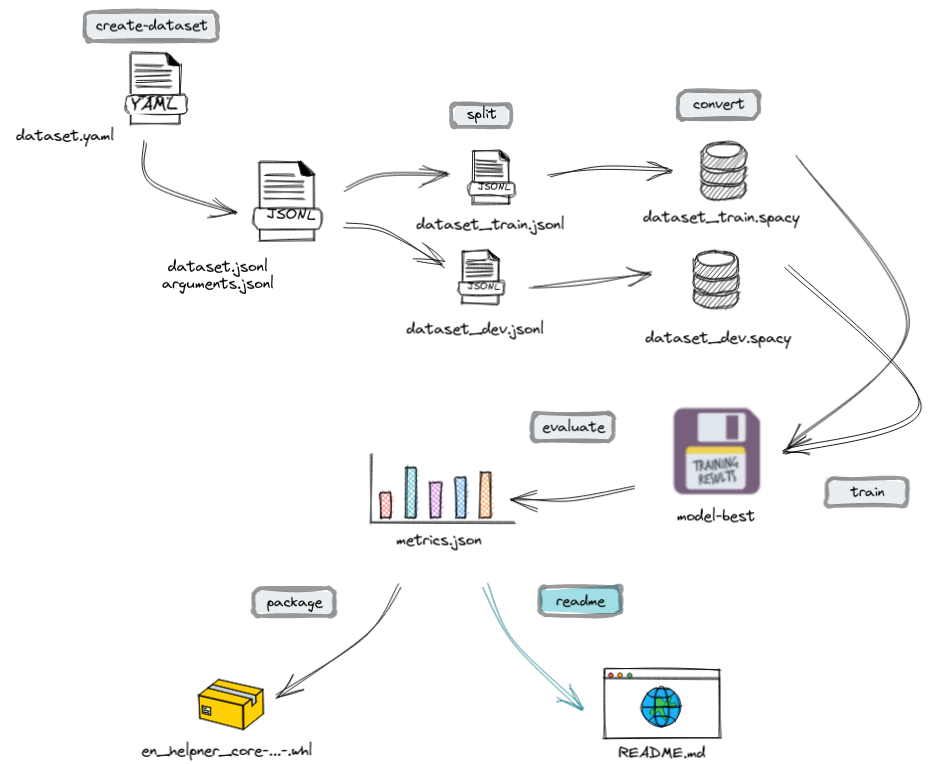 create-dataset
YAML
dataset.yaml
JSONL
dataset.jsonl
arguments.jsonl
split
JSONL
dataset_train.jsonl
JSONL
dataset_dev.jsonl
convert
dataset_train.spacy
dataset_dev.spacy
train
TRAINING
RESULTS
model-best
evaluate
metrics.json
package
readme
en_helpner_core-...-.whl
README.md